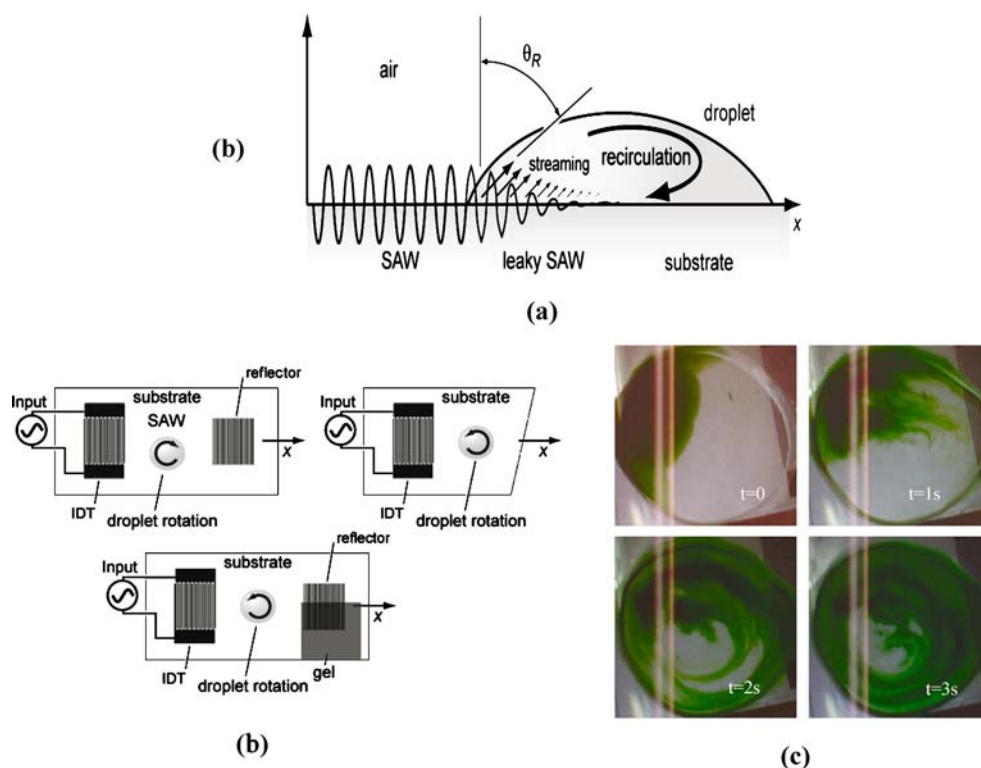 θR
air
droplet
(b)
streaming
recirculation
x
SAW
leaky SAW
substrate
(a)
reflector
Input
substrate
SAW
x
IDT
droplet rotation
Input
substrate
x
IDT
droplet rotation
reflector
Input
substrate
x
IDT
gel
droplet rotation
(b)
t=0
t=1s
t=2s
t=3s
(c)